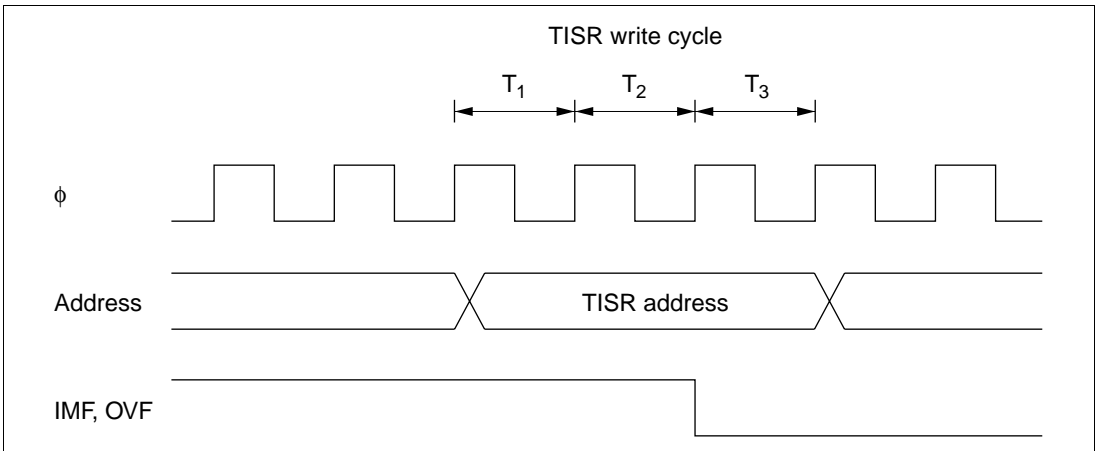 TISR write cycle
T1 T2 T3
ϕ
Address TISR address
IMF, OVF